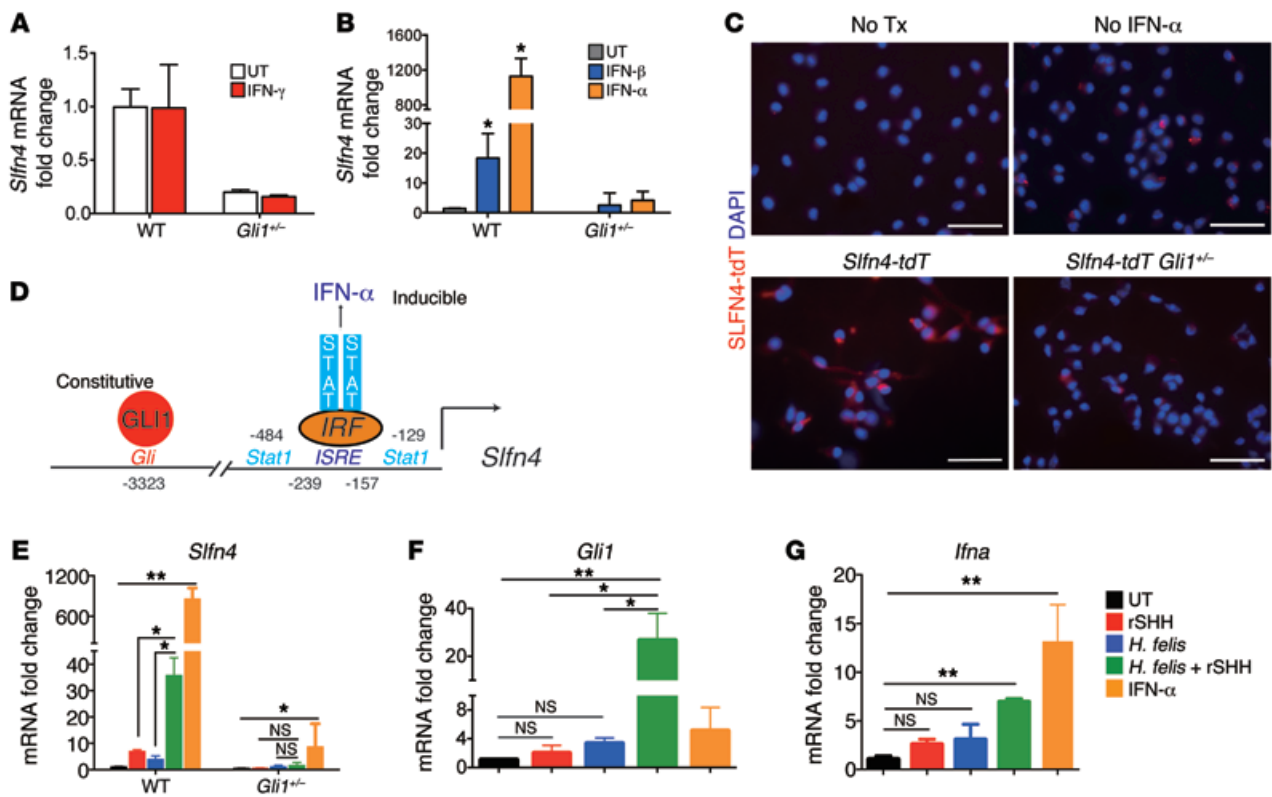 A
Slfn4 mRNA
fold change
1.5
1.0
0.5
0.0
UT
IFN-γ
WT
Gli1+/–
B
Slfn4 mRNA
fold change
1600
1200
800
30
20
10
0
*
*
UT
IFN-β
IFN-α
WT
Gli1+/–
C
SLFN4-tdT DAPI
No Tx
No IFN-α
Slfn4-tdT
Slfn4-tdT Gli1+/–
D
IFN-α
Inducible
STAT
STAT
Constitutive
GLI1
IRF
-484
-129
Gli
Stat1
ISRE
Stat1
Slfn4
-3323
-239
-157
E
Slfn4
mRNA fold change
1200
600
40
30
20
10
0
**
*
*
*
NS
NS
WT
Gli1+/–
F
Gli1
mRNA fold change
40
20
8
4
0
**
*
*
NS
NS
G
Ifna
mRNA fold change
20
15
10
5
0
**
**
NS
NS
UT
rSHH
H. felis
H. felis + rSHH
IFN-α